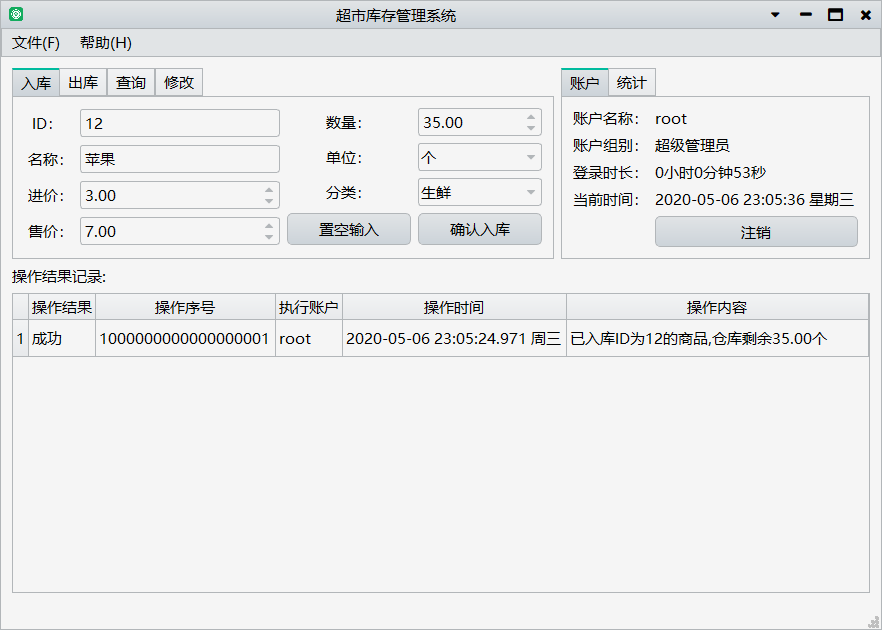 超市库存管理系统
文件(F) 帮助(H)
入库 出库 查询 修改
ID： 12
数量： 35.00
名称： 苹果
单位： 个
进价： 3.00
分类： 生鲜
售价： 7.00
置空输入 确认入库
账户 统计
账户名称： root
账户组别： 超级管理员
登录时长： 0小时0分钟53秒
当前时间： 2020-05-06 23:05:36 星期三
注销
操作结果记录:
操作结果 操作序号 执行账户 操作时间 操作内容
1 成功 1000000000000000001 root 2020-05-06 23:05:24.971 周三 已入库ID为12的商品,仓库剩余35.00个